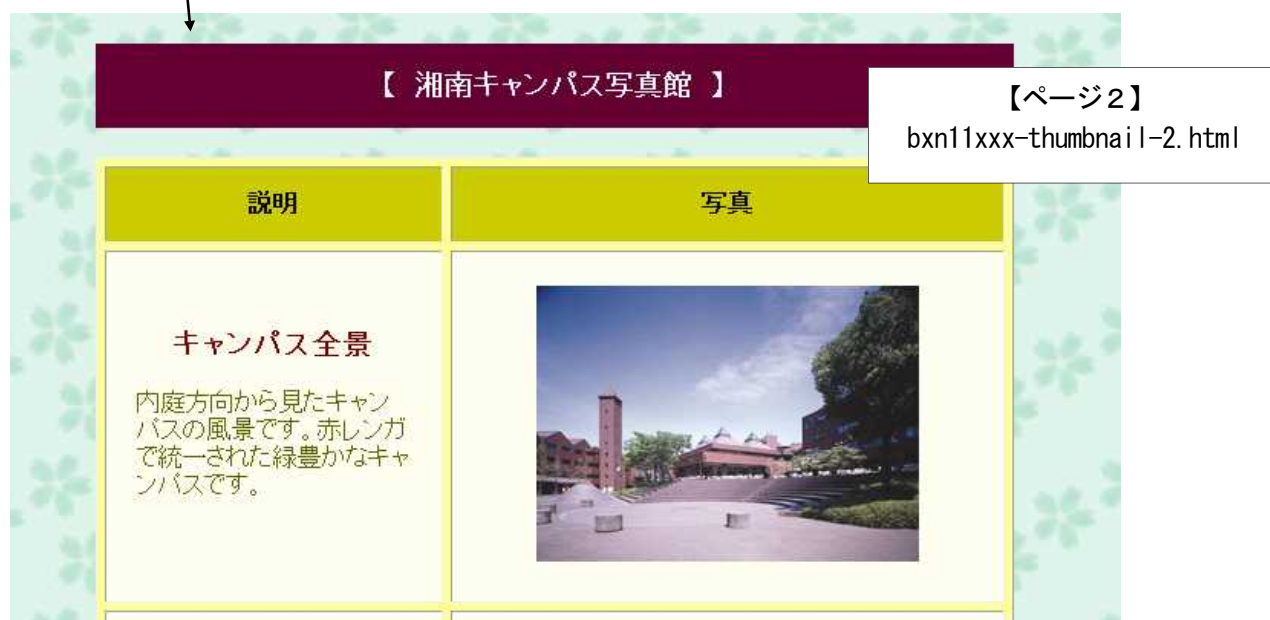 【 湘南キャンパス写真館 】
【ページ２】
bxn11xxx-thumbnail-2.html
説明
写真
キャンパス全景
内庭方向から見たキャン
パスの風景です。赤レンガ
で統一された緑豊かなキャ
ンパスです。